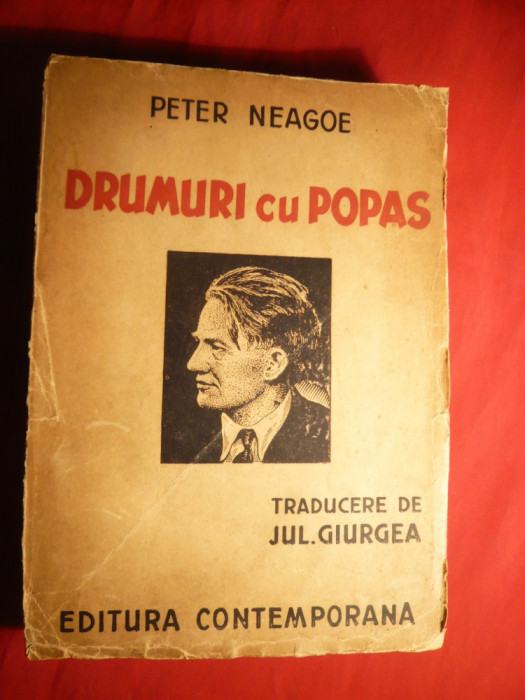 PETER NEAGOE
DRUMURI cu POPAS
TRADUCERE DE
JUL. GIURGEA
EDITURA CONTEMPORANA